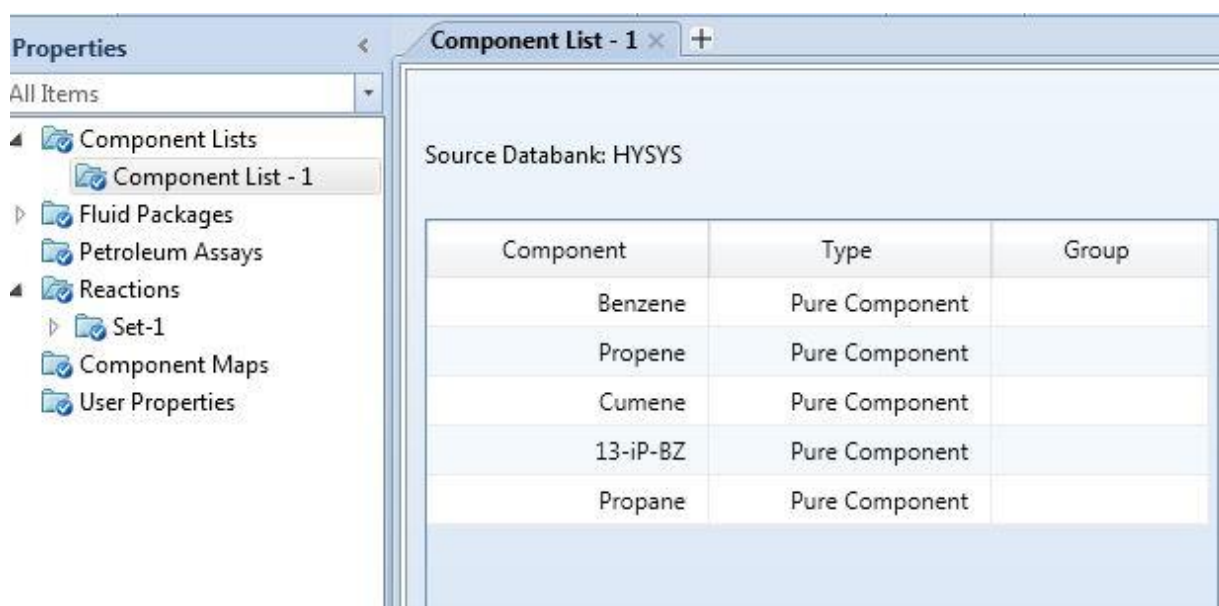 Properties
All Items
Component Lists
Component List - 1
Fluid Packages
Petroleum Assays
Reactions
Set-1
Component Maps
User Properties
Component List - 1
Source Databank: HYSYS
Component Type Group
Benzene Pure Component
Propene Pure Component
Cumene Pure Component
13-iP-BZ Pure Component
Propane Pure Component